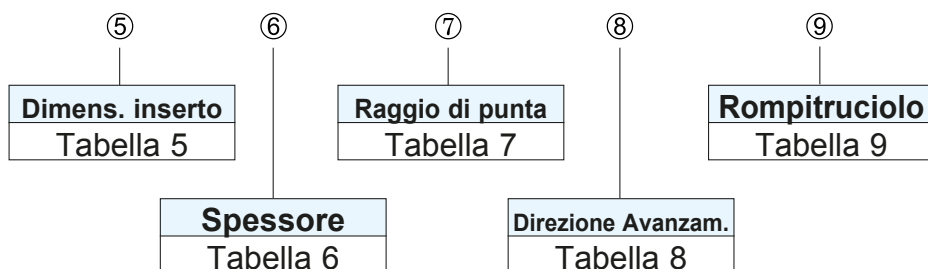 ⑤ ⑥ ⑦ ⑧ ⑨
Dimens. inserto
Tabella 5
Raggio di punta
Tabella 7
Rompitruciolo
Tabella 9
Spessore
Tabella 6
Direzione Avanzam.
Tabella 8